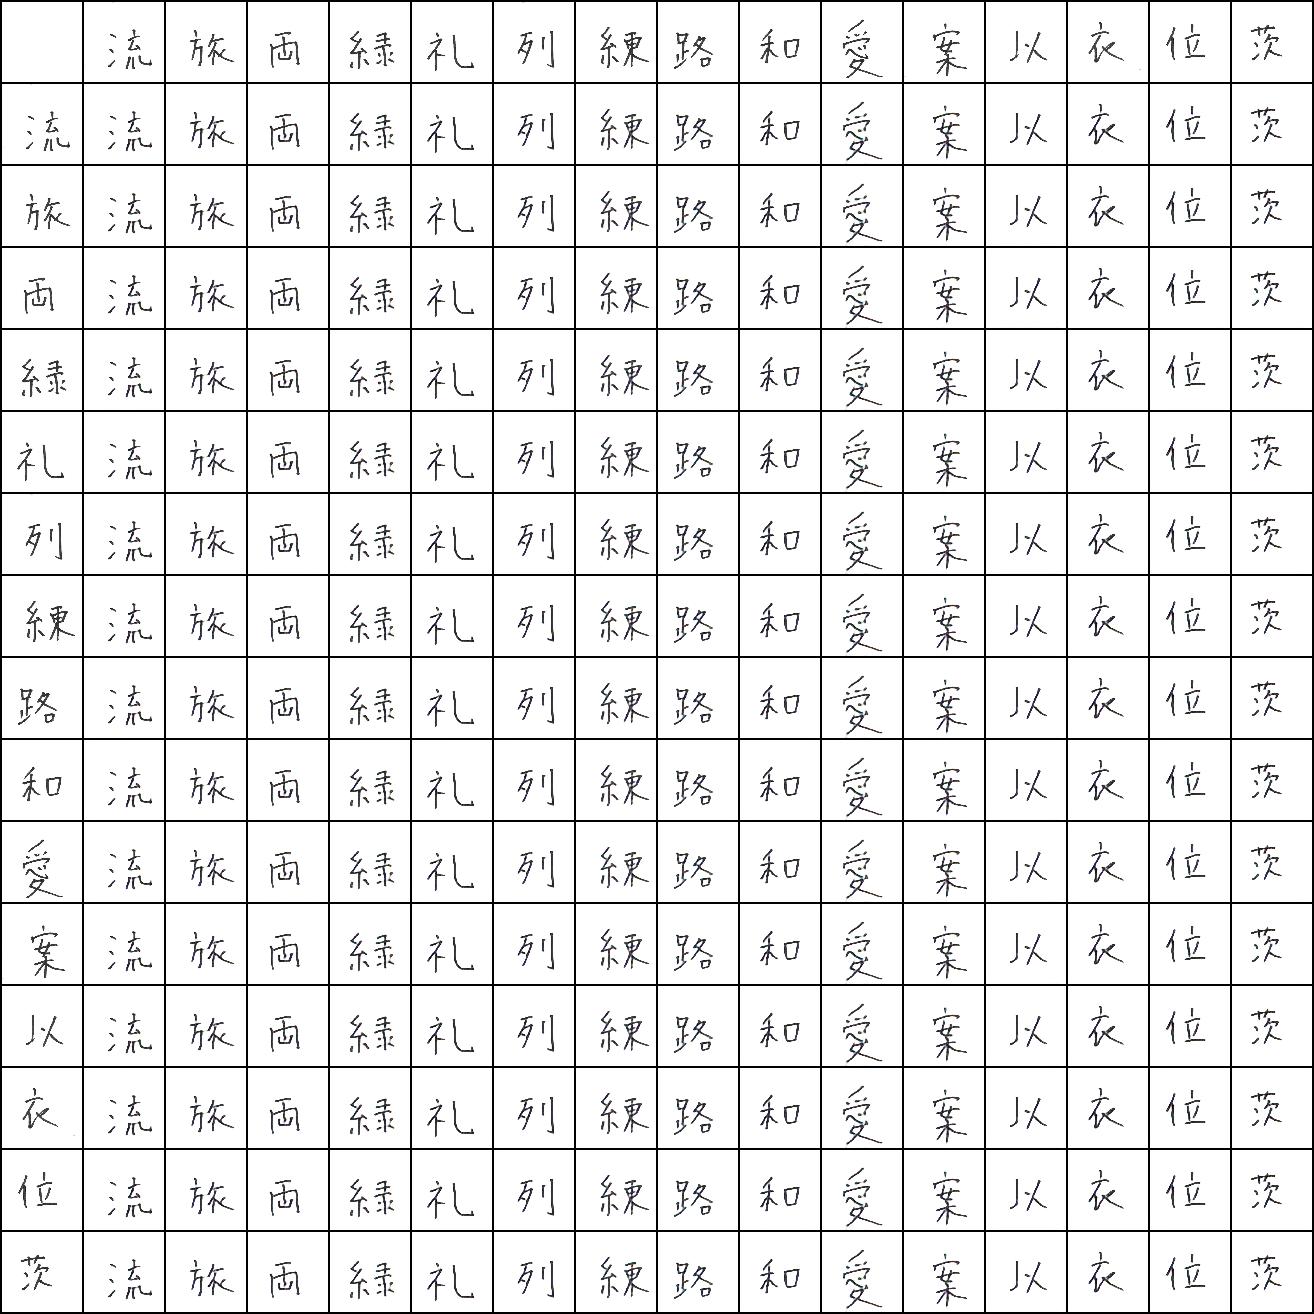 流 旅 両 緑 礼 列 練 路 和 愛 案 以 衣 位 茨
流 流 旅 両 緑 礼 列 練 路 和 愛 案 以 衣 位 茨
旅 流 旅 両 緑 礼 列 練 路 和 愛 案 以 衣 位 茨
両 流 旅 両 緑 礼 列 練 路 和 愛 案 以 衣 位 茨
緑 流 旅 両 緑 礼 列 練 路 和 愛 案 以 衣 位 茨
礼 流 旅 両 緑 礼 列 練 路 和 愛 案 以 衣 位 茨
列 流 旅 両 緑 礼 列 練 路 和 愛 案 以 衣 位 茨
練 流 旅 両 緑 礼 列 練 路 和 愛 案 以 衣 位 茨
路 流 旅 両 緑 礼 列 練 路 和 愛 案 以 衣 位 茨
和 流 旅 両 緑 礼 列 練 路 和 愛 案 以 衣 位 茨
愛 流 旅 両 緑 礼 列 練 路 和 愛 案 以 衣 位 茨
案 流 旅 両 緑 礼 列 練 路 和 愛 案 以 衣 位 茨
以 流 旅 両 緑 礼 列 練 路 和 愛 案 以 衣 位 茨
衣 流 旅 両 緑 礼 列 練 路 和 愛 案 以 衣 位 茨
位 流 旅 両 緑 礼 列 練 路 和 愛 案 以 衣 位 茨
茨 流 旅 両 緑 礼 列 練 路 和 愛 案 以 衣 位 茨